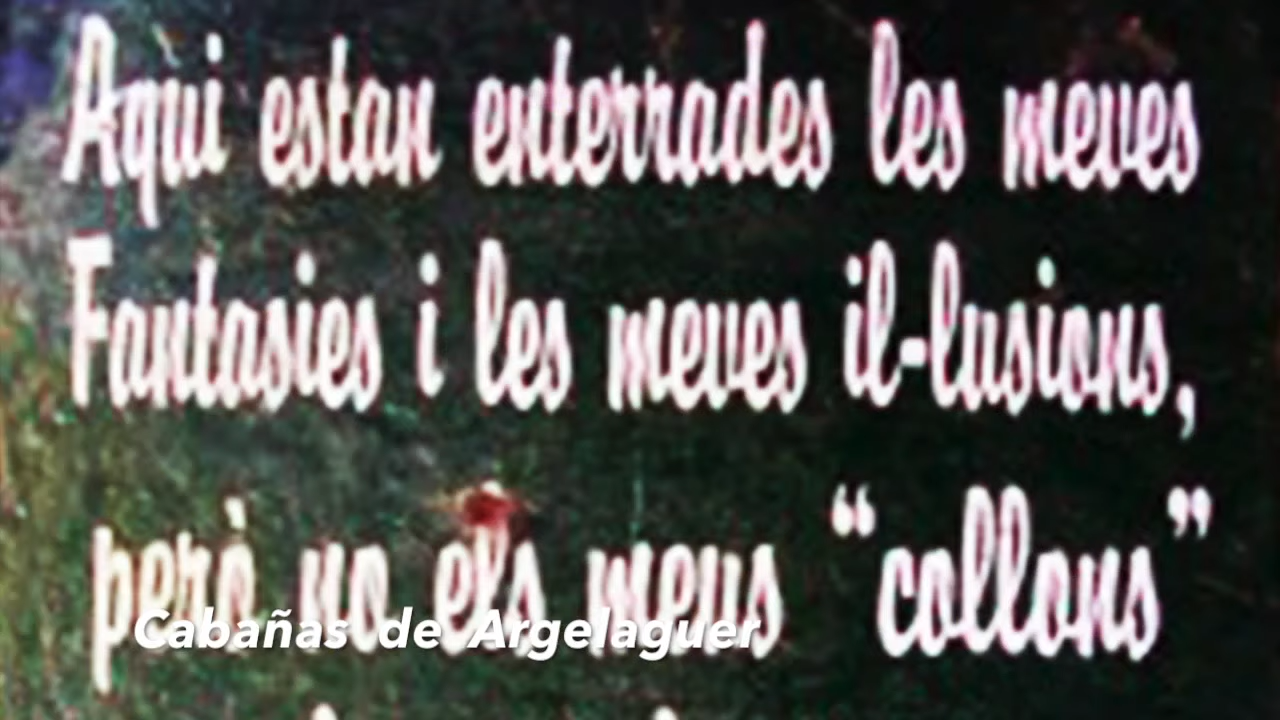 Aqui estan enterrades les meves
Fantasies i les meves il-lusions,
però no els meus “collons”
Cabañas de Argelaguer